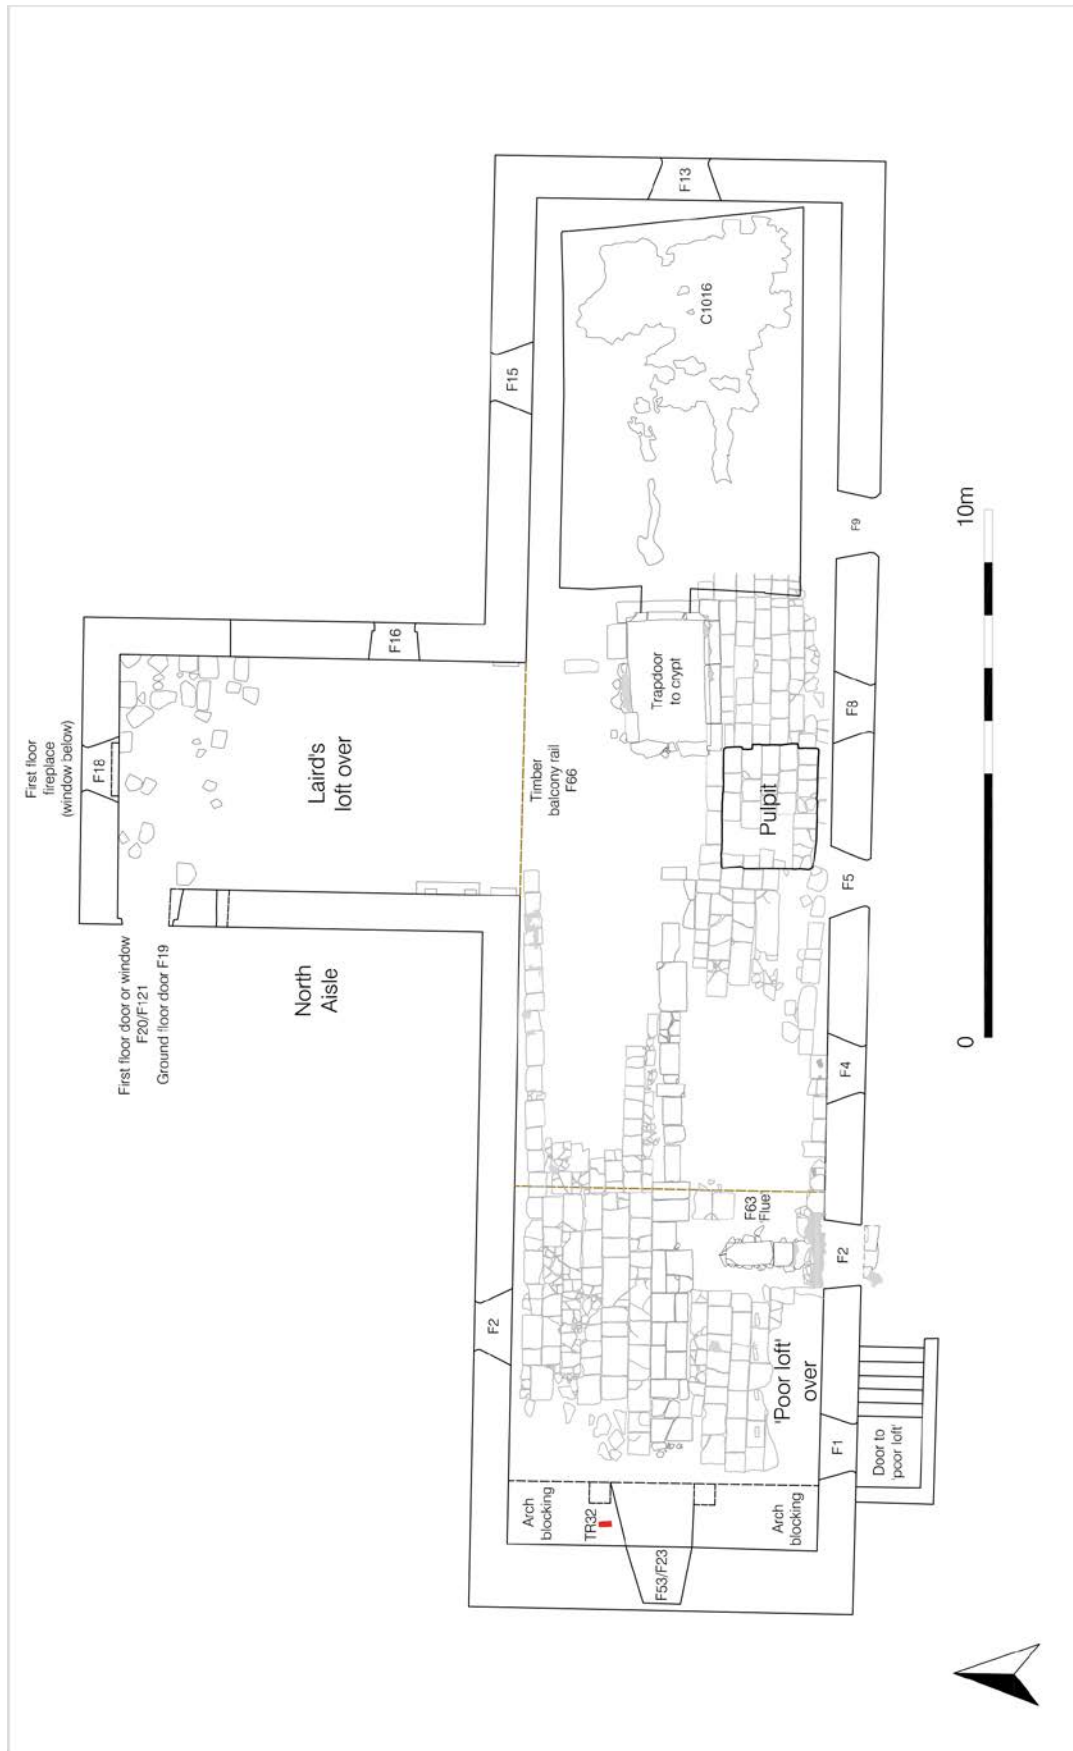 First floor
fireplace
(window below)
F18
First floor door or window
F20/F121
Ground floor door F19
North
Aisle
Laird's
loft over
F16
F2
F15
Arch
blocking
TR32
Timber
balcony rail
F66
F53/F23
Trapdoor
to crypt
C1016
F13
F63
'Flue'
Pulpit
Arch
blocking
'Poor loft'
over
F1
F2
F4
F5
F8
F9
Door to
'poor loft'
0
10m